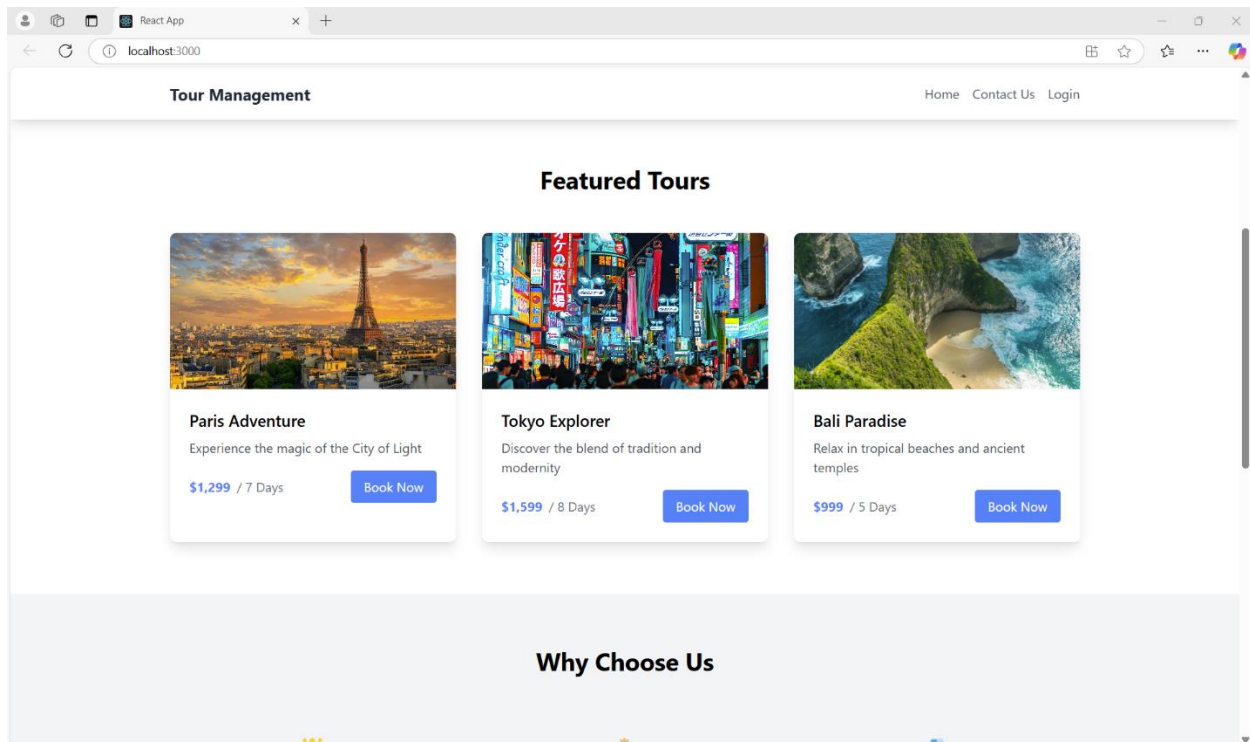 React App
localhost:3000
Tour Management
Home Contact Us Login
Featured Tours
Paris Adventure
Experience the magic of the City of Light
$1,299 / 7 Days
Book Now
Tokyo Explorer
Discover the blend of tradition and
modernity
$1,599 / 8 Days
Book Now
Bali Paradise
Relax in tropical beaches and ancient
temples
$999 / 5 Days
Book Now
Why Choose Us